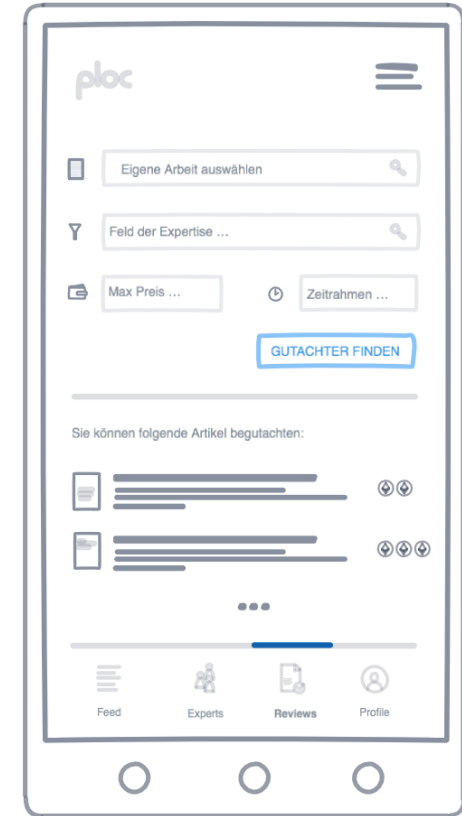 ploc
Eigene Arbeit auswählen
Feld der Expertise ...
Max Preis ...
Zeitrahmen ...
GUTACHTER FINDEN
Sie können folgende Artikel begutachten:
Feed
Experts
Reviews
Profile